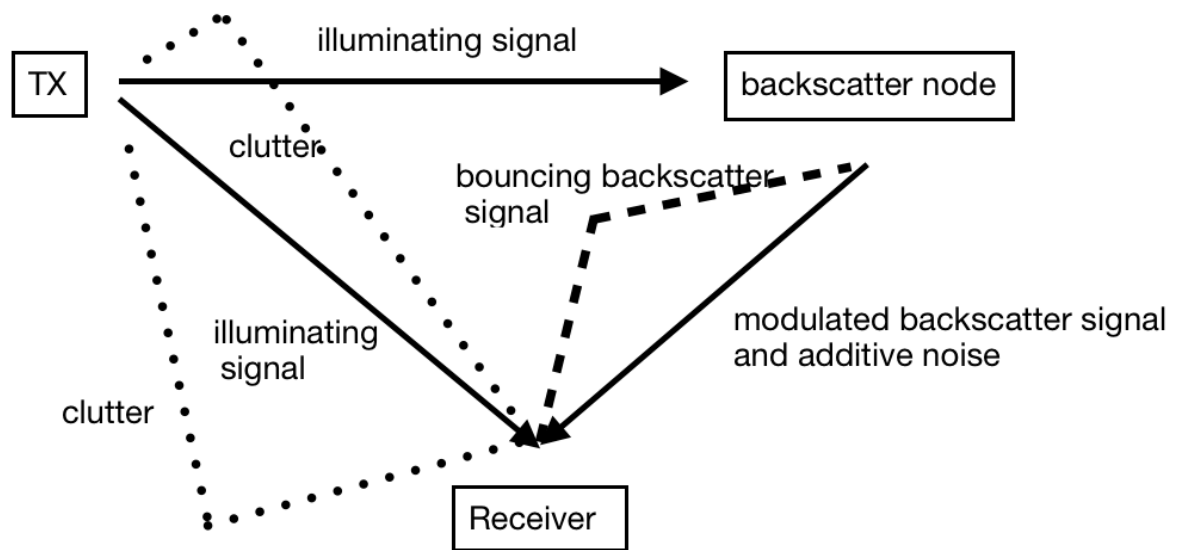 illuminating signal
TX
backscatter node
clutter
bouncing backscatter
signal
illuminating
signal
modulated backscatter signal
and additive noise
clutter
Receiver